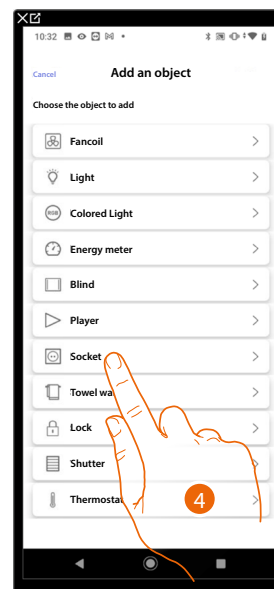 10:32
Cancel Add an object
Choose the object to add
Fancoil
Light
RGB Colored Light
Energy meter
Blind
Player
Socket
Towel wa
Lock
Shutter
Thermostat
4